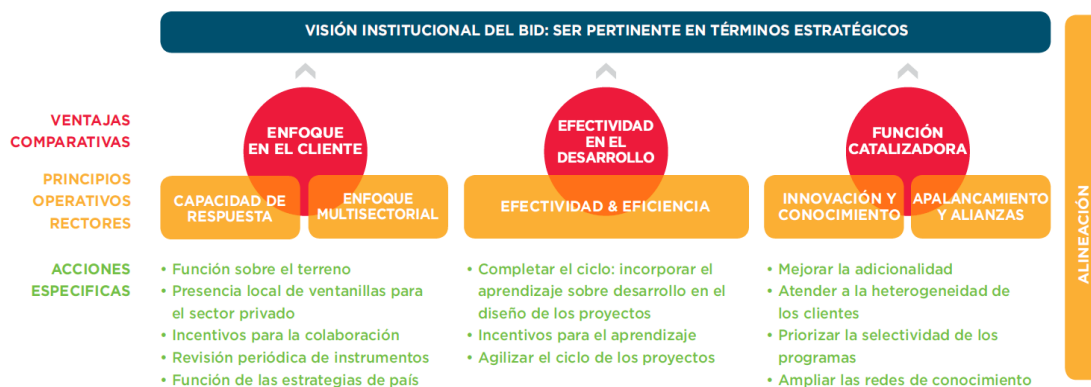 VISIÓN INSTITUCIONAL DEL BID: SER PERTINENTE EN TÉRMINOS ESTRATÉGICOS
VENTAJAS
COMPARATIVAS
ENFOQUE
EN EL CLIENTE
EFECTIVIDAD
EN EL
DESARROLLO
FUNCIÓN
CATALIZADORA
PRINCIPIOS
OPERATIVOS
RECTORES
CAPACIDAD DE
RESPUESTA
ENFOQUE
MULTISECTORIAL
EFECTIVIDAD & EFICIENCIA
INNOVACIÓN Y
CONOCIMIENTO
APALANCAMIENTO
Y ALIANZAS
ACCIONES
ESPECIFICAS
• Función sobre el terreno
• Presencia local de ventanillas para
el sector privado
• Incentivos para la colaboración
• Revisión periódica de instrumentos
• Función de las estrategias de país
• Completar el ciclo: incorporar el
aprendizaje sobre desarrollo en el
diseño de los proyectos
• Incentivos para el aprendizaje
• Agilizar el ciclo de los proyectos
• Mejorar la adicionalidad
• Atender a la heterogeneidad de
los clientes
• Priorizar la selectividad de los
programas
• Ampliar las redes de conocimiento
ALINEACIÓN